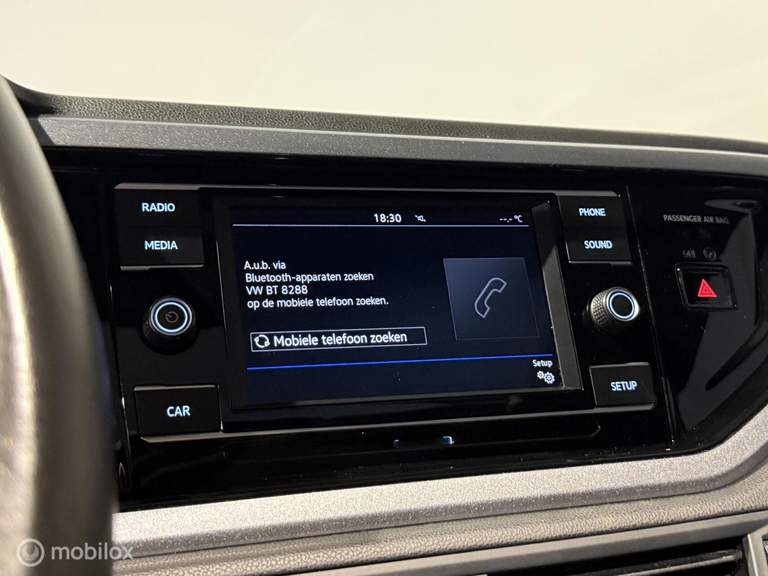 RADIO
MEDIA
CAR
18:30 --.- °C
A.u.b. via
Bluetooth-apparaten zoeken
VW BT 8288
op de mobiele telefoon zoeken.
Mobiele telefoon zoeken
Setup
PHONE
SOUND
SETUP
PASSENGER AIR BAG
mobilox